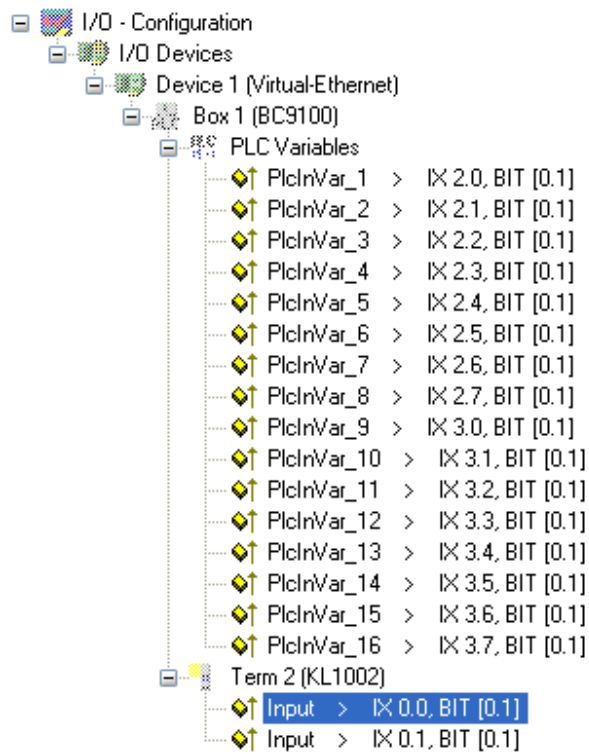 I/O - Configuration
I/O Devices
Device 1 (Virtual-Ethernet)
Box 1 (BC9100)
PLC Variables
PlcInVar_1 > IX 2.0, BIT [0.1]
PlcInVar_2 > IX 2.1, BIT [0.1]
PlcInVar_3 > IX 2.2, BIT [0.1]
PlcInVar_4 > IX 2.3, BIT [0.1]
PlcInVar_5 > IX 2.4, BIT [0.1]
PlcInVar_6 > IX 2.5, BIT [0.1]
PlcInVar_7 > IX 2.6, BIT [0.1]
PlcInVar_8 > IX 2.7, BIT [0.1]
PlcInVar_9 > IX 3.0, BIT [0.1]
PlcInVar_10 > IX 3.1, BIT [0.1]
PlcInVar_11 > IX 3.2, BIT [0.1]
PlcInVar_12 > IX 3.3, BIT [0.1]
PlcInVar_13 > IX 3.4, BIT [0.1]
PlcInVar_14 > IX 3.5, BIT [0.1]
PlcInVar_15 > IX 3.6, BIT [0.1]
PlcInVar_16 > IX 3.7, BIT [0.1]
Term 2 (KL1002)
Input > IX 0.0, BIT [0.1]
Input > IX 0.1, BIT [0.1]